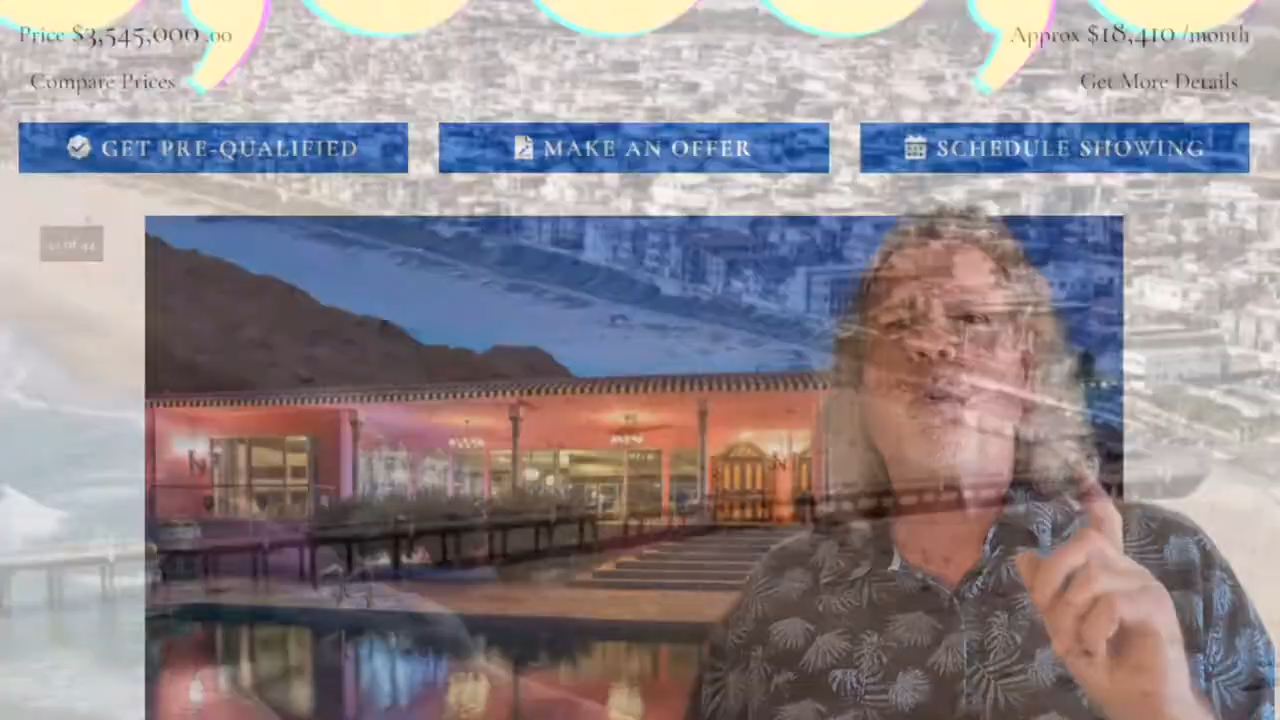 Price $3,545,000.00
Approx $18,410 /month
Compare Prices
Get More Details
GET PRE-QUALIFIED
MAKE AN OFFER
SCHEDULE SHOWING